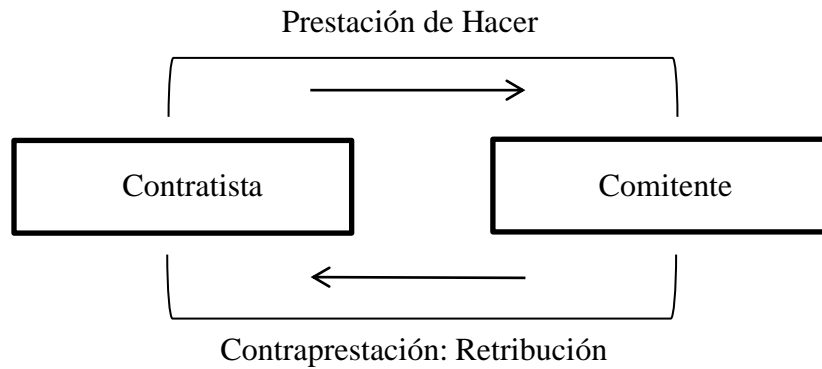 Prestación de Hacer
Contratista
Comitente
Contraprestación: Retribución